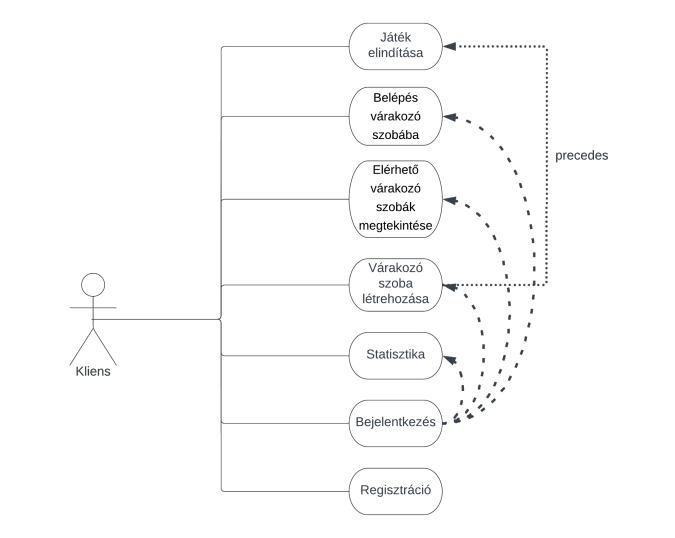 Játék
elindítása
Belépés
várakozó
szobába
precedes
Elérhető
várakozó
szobák
megtekintése
Várakozó
szoba
létrehozása
Kliens
Statisztika
Bejelentkezés
Regisztráció